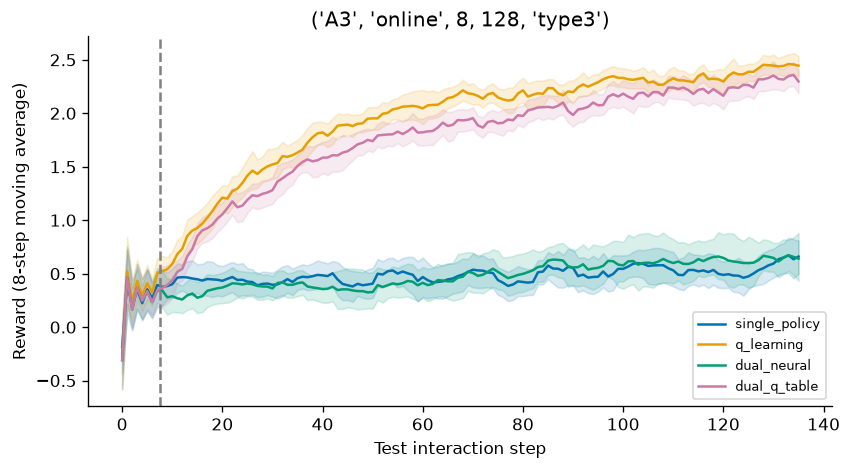 ('A3', 'online', 8, 128, 'type3')
Reward (8-step moving average)
2.5
2.0
1.5
1.0
0.5
0.0
−0.5
0 20 40 60 80 100 120 140
Test interaction step
single_policy
q_learning
dual_neural
dual_q_table